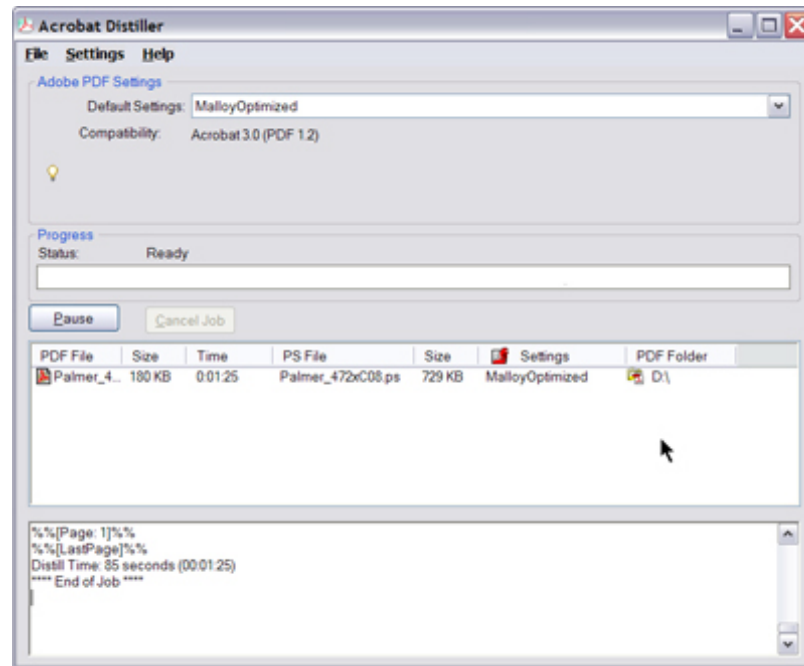 Acrobat Distiller
File Settings Help
Adobe PDF Settings
Default Settings: MalloyOptimized
Compatibility: Acrobat 3.0 (PDF 1.2)
Progress
Status: Ready
Pause Cancel Job
PDF File Size Time PS File Size Settings PDF Folder
Palmer_4... 180 KB 0:01:25 Palmer_472xC08.ps 729 KB MalloyOptimized D:\
%%[Page: 1]%%
%%[LastPage]%%
Distill Time: 85 seconds (00:01:25)
**** End of Job ****